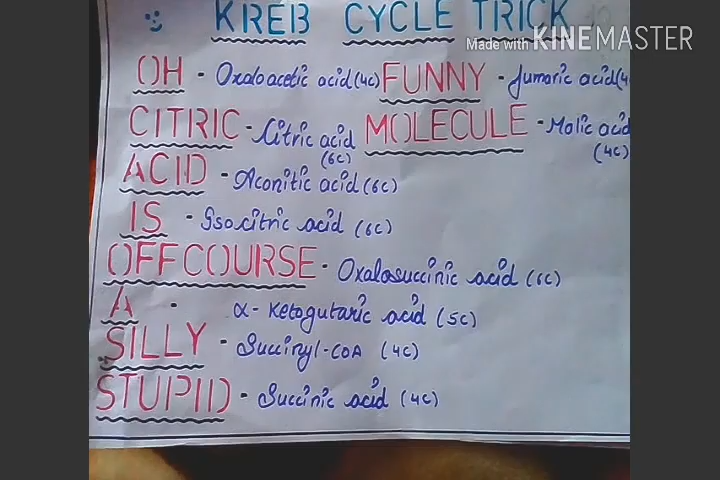 KREB CYCLE TRICK
Made with KINEMASTER
OH - Oxaloacetic acid (4C) FUNNY - fumaric acid (4
CITRIC - Citric acid (6C) MOLECULE - Malic acid (4C)
ACID - Aconitic acid (6C)
IS - Isocitric acid (6C)
OFFCOURSE - Oxalosuccinic acid (6C)
A - α-Ketogutaric acid (5C)
SILLY - Succinyl-COA (4C)
STUPID - Succinic acid (4C)